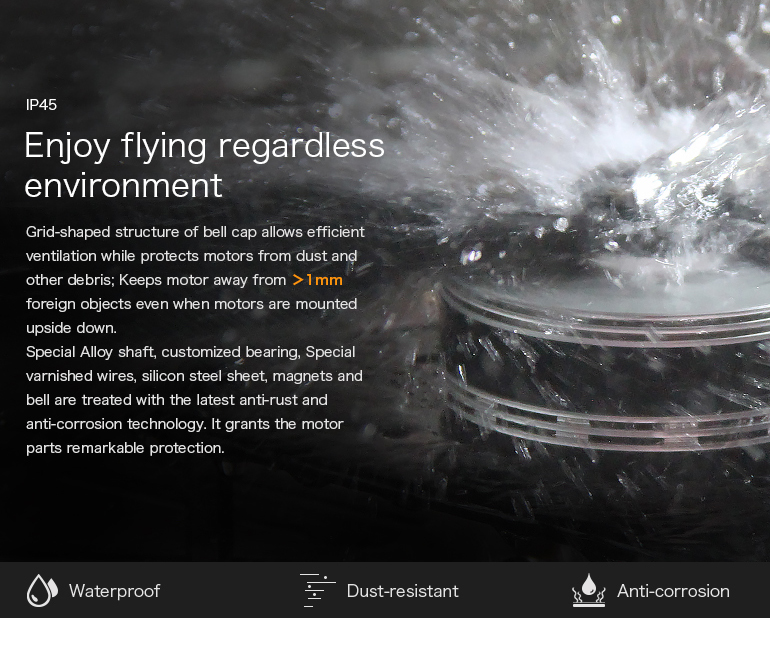 IP45
Enjoy flying regardless
environment
Grid-shaped structure of bell cap allows efficient
ventilation while protects motors from dust and
other debris; Keeps motor away from >1mm
foreign objects even when motors are mounted
upside down.
Special Alloy shaft, customized bearing, Special
varnished wires, silicon steel sheet, magnets and
bell are treated with the latest anti-rust and
anti-corrosion technology. It grants the motor
parts remarkable protection.
Waterproof
Dust-resistant
Anti-corrosion